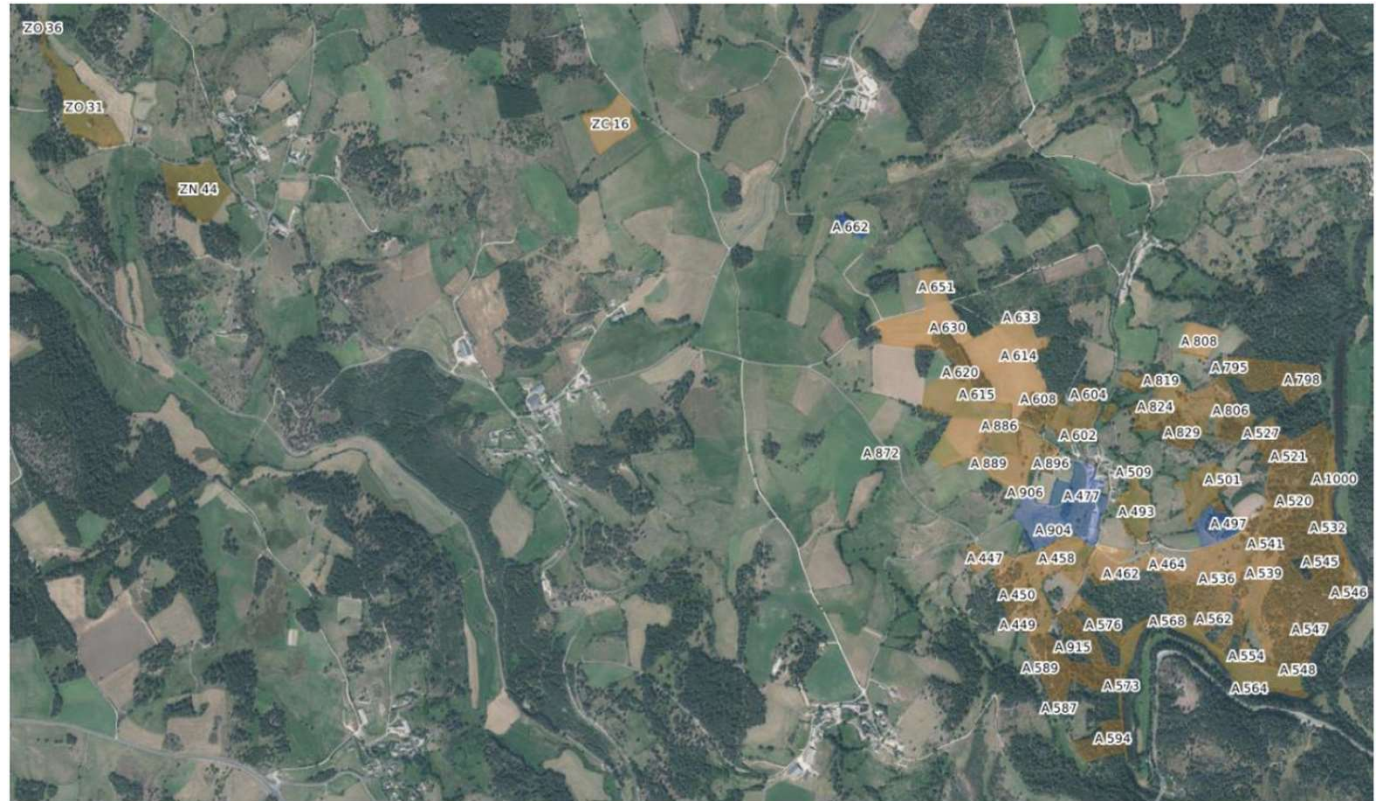 ZO 36
ZO 31
ZC 16
ZN 44
A 662
A 651
A 633
A 630
A 808
A 614
A 795
A 620
A 819
A 798
A 615
A 608
A 604
A 824
A 806
A 886
A 602
A 829
A 527
A 872
A 521
A 889
A 896
A 509
A 501
A 1000
A 906
A 477
A 520
A 493
A 904
A 497
A 532
A 541
A 447
A 458
A 464
A 545
A 462
A 536
A 539
A 450
A 546
A 449
A 576
A 568
A 562
A 547
A 915
A 554
A 589
A 548
A 573
A 564
A 587
A 594